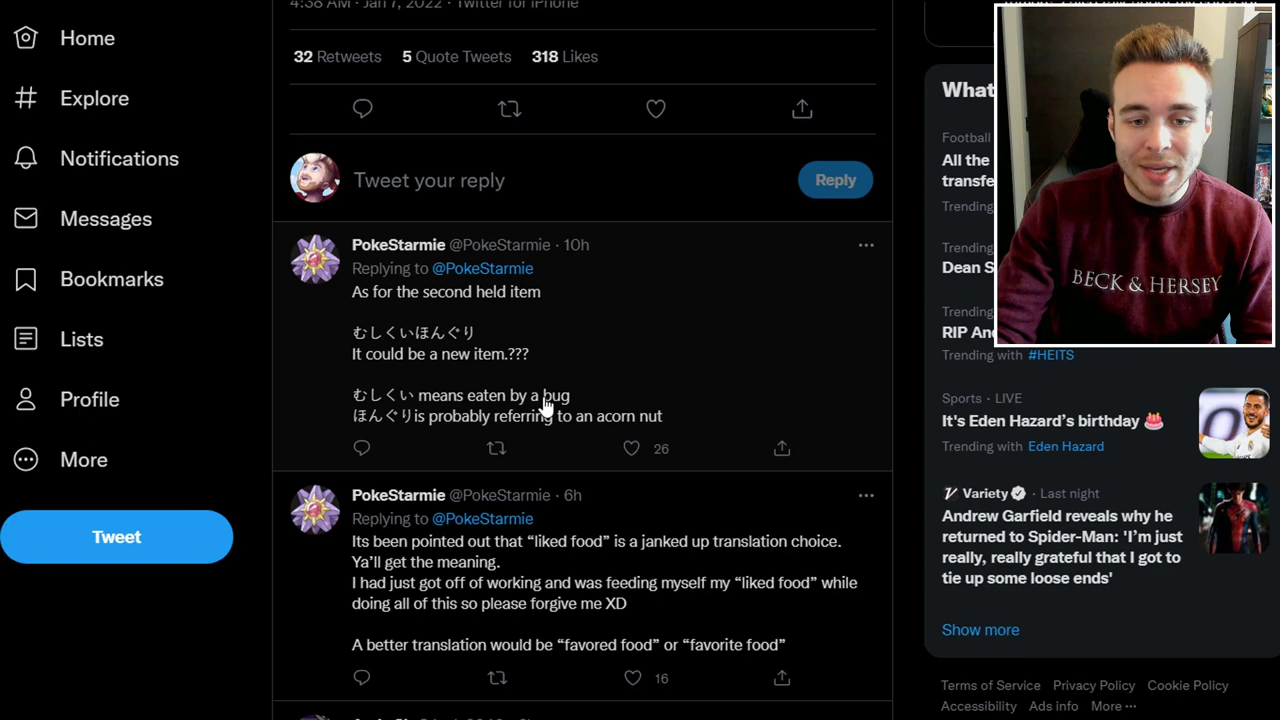 4:38 AM · Jan 7, 2022 · Twitter for iPhone
32 Retweets 5 Quote Tweets 318 Likes
Tweet your reply
Reply
Home
Explore
Notifications
Messages
Bookmarks
Lists
Profile
More
Tweet
PokeStarmie @PokeStarmie · 10h
Replying to @PokeStarmie
As for the second held item
むしくいほんぐり
It could be a new item.???
むしくい means eaten by a bug
ほんぐりis probably referring to an acorn nut
26
PokeStarmie @PokeStarmie · 6h
Replying to @PokeStarmie
Its been pointed out that “liked food” is a janked up translation choice.
Ya’ll get the meaning.
I had just got off of working and was feeding myself my “liked food” while
doing all of this so please forgive me XD
A better translation would be “favored food” or “favorite food”
16
What
Football
All the
transfe
Trending
Trending
Dean S
Trending
RIP An
Trending with #HEITS
Sports · LIVE
It's Eden Hazard’s birthday
Trending with Eden Hazard
Variety · Last night
Andrew Garfield reveals why he
returned to Spider-Man: 'I’m just
really, really grateful that I got to
tie up some loose ends'
Show more
Terms of Service Privacy Policy Cookie Policy
Accessibility Ads info More ···
BECK & HERSEY